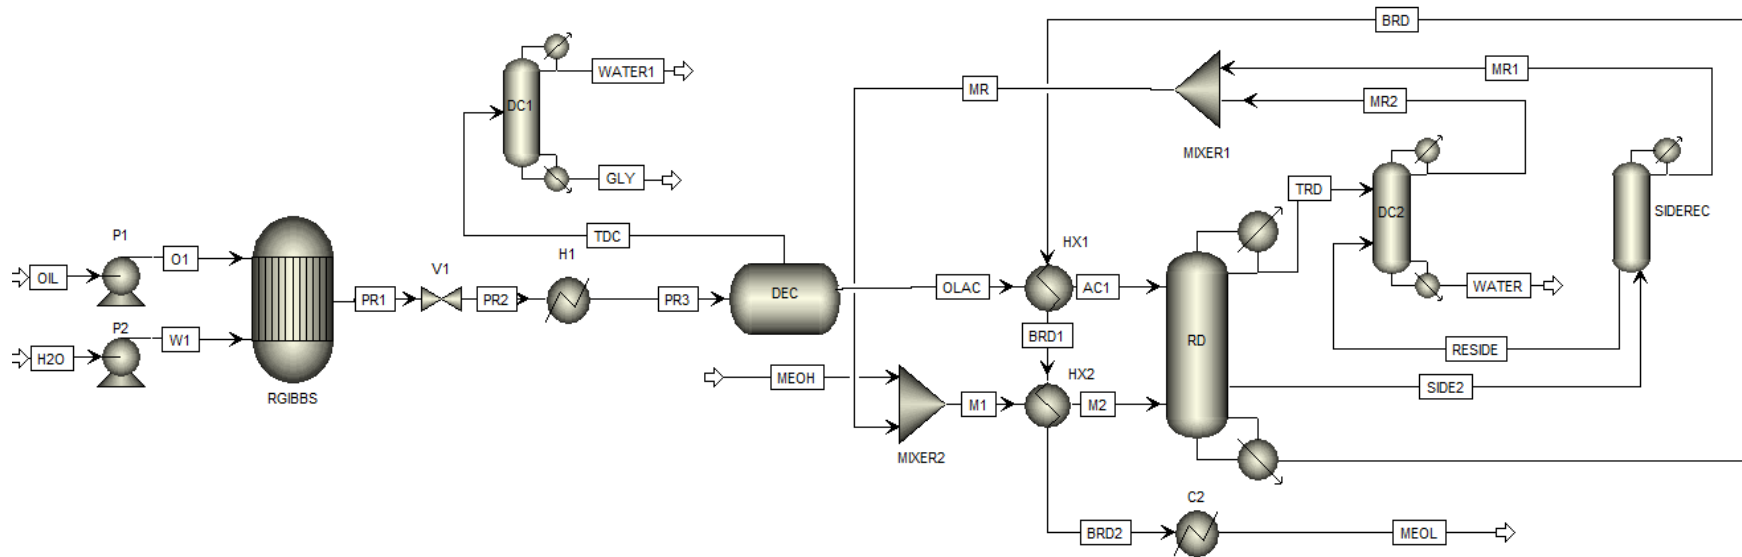 BRD
WATER1
MR1
MR
MR2
DC1
MIXER1
GLY
TRD
DC2
SIDEREC
P1
TDC
H1
HX1
O1
V1
OIL
DEC
OLAC
AC1
WATER
PR1
PR2
PR3
P2
W1
BRD1
RD
RESIDE
H2O
HX2
MEOH
SIDE2
RGIBBS
M1
M2
MIXER2
C2
BRD2
MEOL